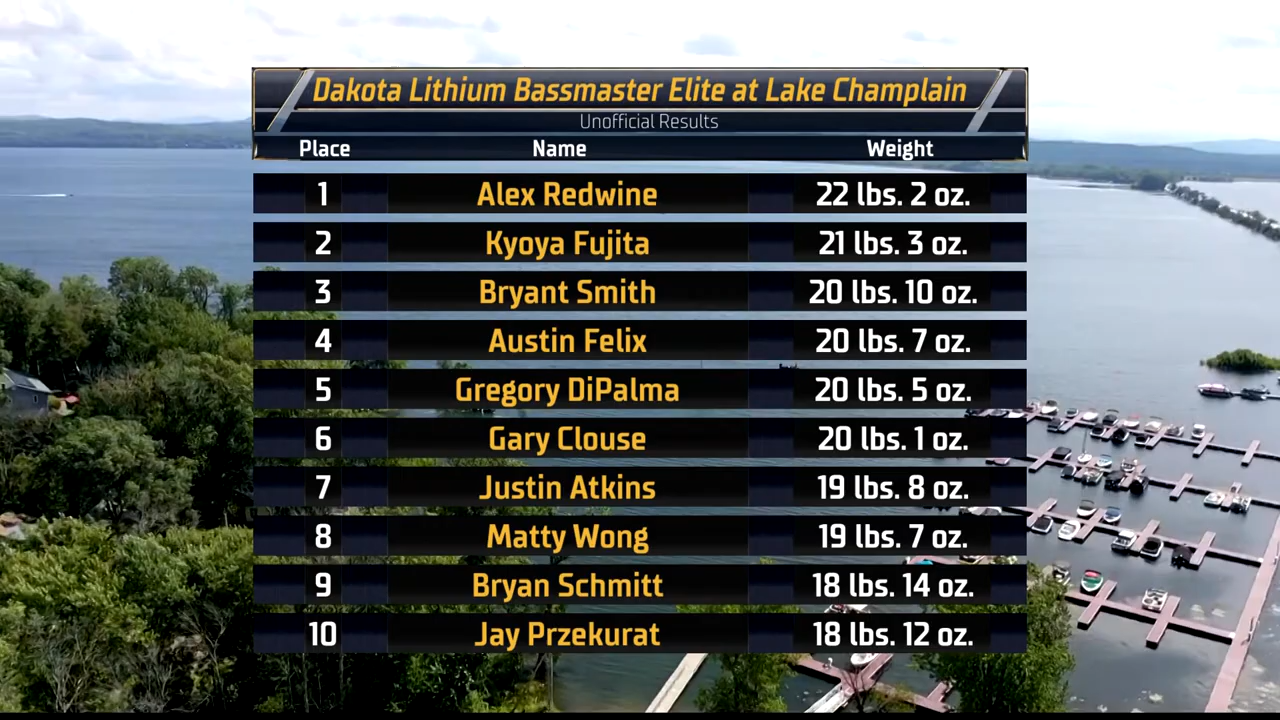 Dakota Lithium Bassmaster Elite at Lake Champlain
Unofficial Results
Place Name Weight
1 Alex Redwine 22 lbs. 2 oz.
2 Kyoya Fujita 21 lbs. 3 oz.
3 Bryant Smith 20 lbs. 10 oz.
4 Austin Felix 20 lbs. 7 oz.
5 Gregory DiPalma 20 lbs. 5 oz.
6 Gary Clouse 20 lbs. 1 oz.
7 Justin Atkins 19 lbs. 8 oz.
8 Matty Wong 19 lbs. 7 oz.
9 Bryan Schmitt 18 lbs. 14 oz.
10 Jay Przekurat 18 lbs. 12 oz.